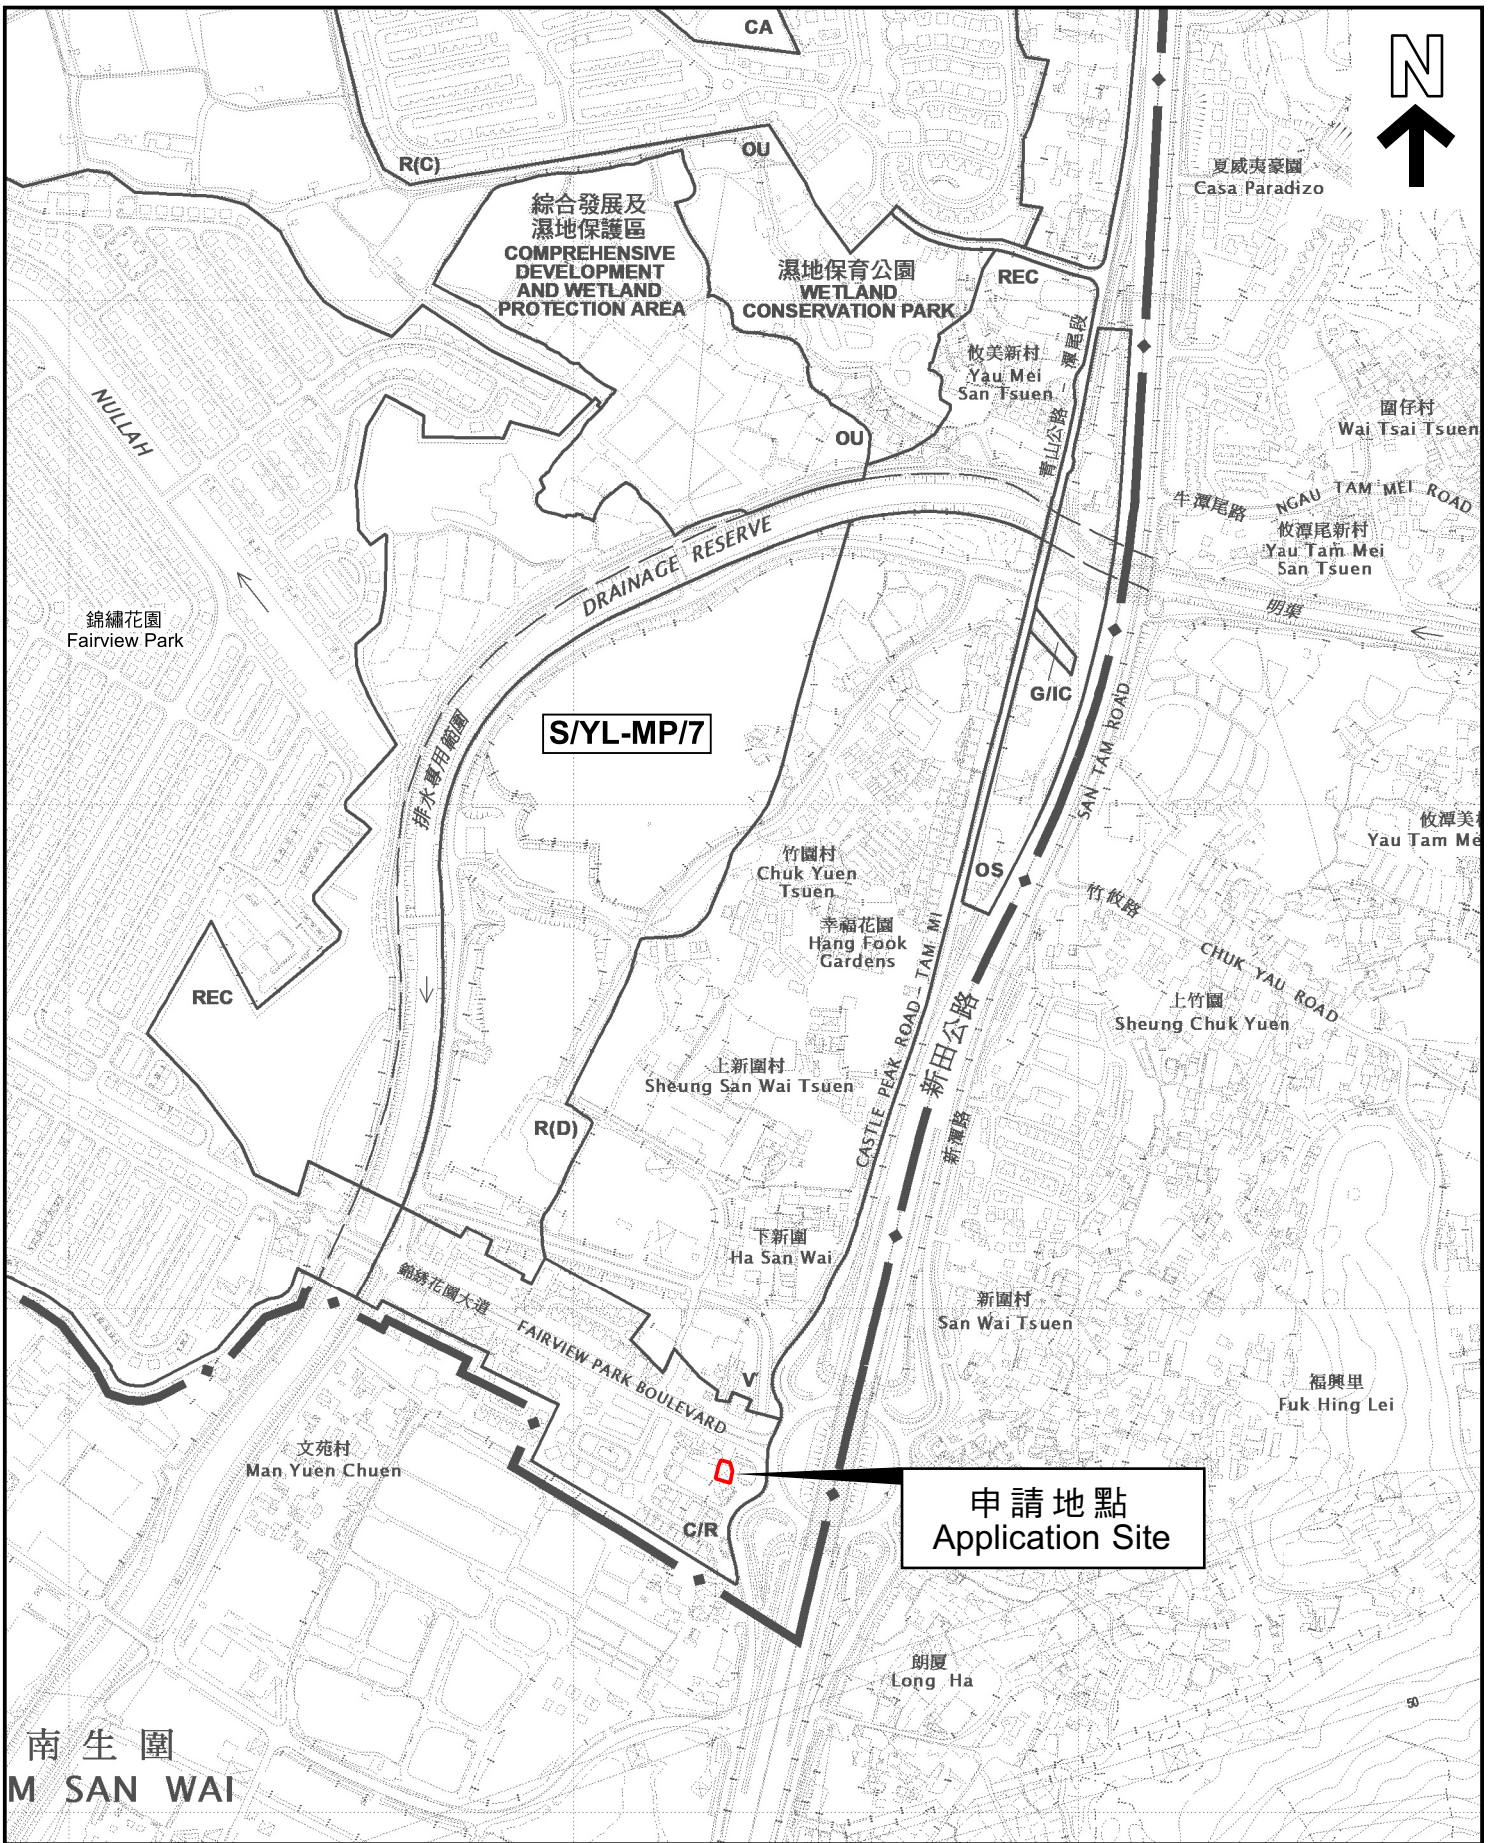 CA
N
R(C)
OU
夏威夷豪園
Casa Paradizo
綜合發展及
濕地保護區
COMPREHENSIVE
DEVELOPMENT
AND WETLAND
PROTECTION AREA
濕地保育公園
WETLAND
CONSERVATION PARK
REC
攸美新村
Yau Mei
San Tsuen
青山公路 - 潭尾段
圍仔村
Wai Tsai Tsuen
NULLAH
OU
牛潭尾路
NGAU TAM MEI ROAD
攸潭尾新村
Yau Tam Mei
San Tsuen
DRAINAGE RESERVE
明渠
錦繡花園
Fairview Park
G/IC
S/YL-MP/7
排水專用範圍
SAN TAM ROAD
攸潭美
Yau Tam Me
竹園村
Chuk Yuen
Tsuen
OS
竹攸路
CHUK YAU ROAD
幸福花園
Hang Fook
Gardens
REC
CASTLE PEAK ROAD - TAM MI
新田公路
上竹園
Sheung Chuk Yuen
上新圍村
Sheung San Wai Tsuen
R(D)
新潭路
下新圍
Ha San Wai
錦綉花園大道
FAIRVIEW PARK BOULEVARD
新圍村
San Wai Tsuen
V
福興里
Fuk Hing Lei
文苑村
Man Yuen Chuen
申請地點
Application Site
C/R
朗厦
Long Ha
50
南生圍
M SAN WAI